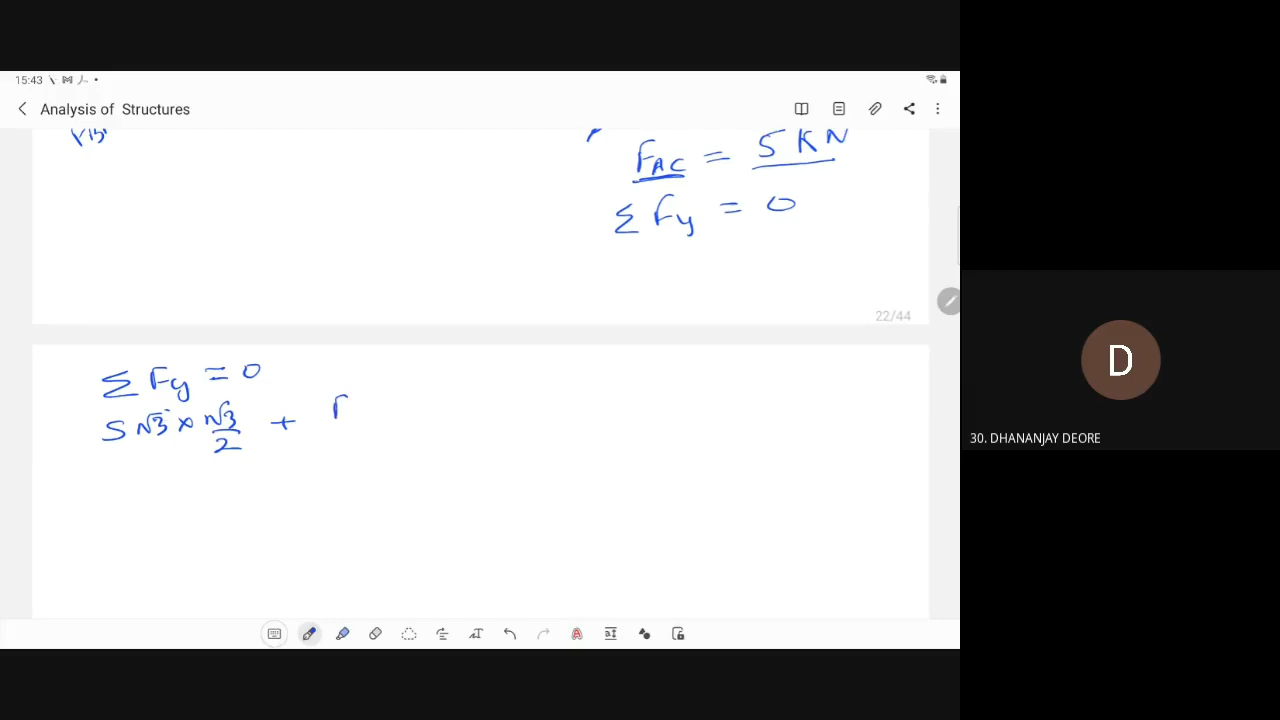 15:43
Analysis of Structures
F_AC = 5 KN
Σ Fy = 0
22/44
Σ Fy = 0
5√3 × √3/2 + F
D
30. DHANANJAY DEORE